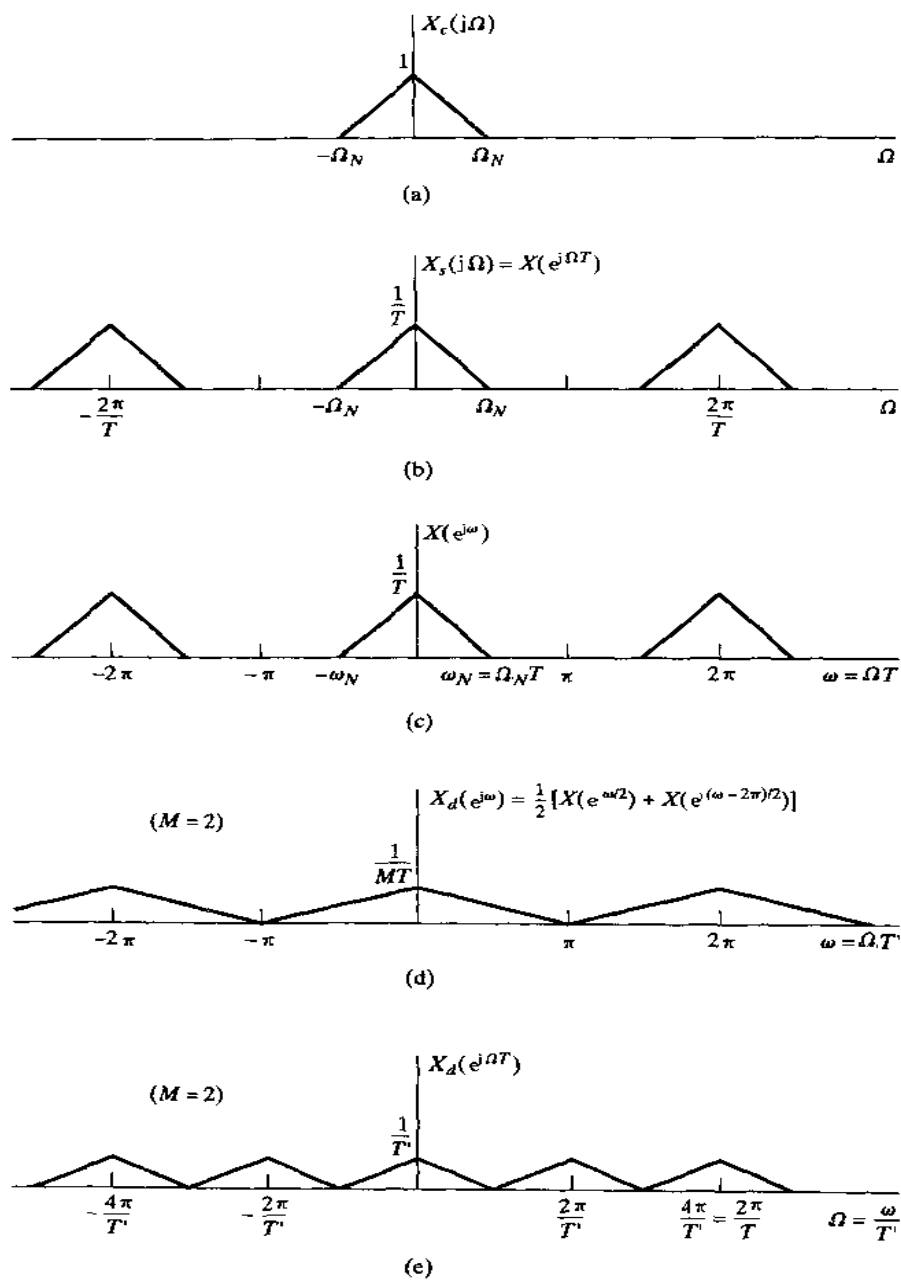 X_c(jΩ)
1
-Ω_N Ω_N Ω
(a)
X_s(jΩ) = X(e^{jΩT})
1/T
-2π/T -Ω_N Ω_N 2π/T Ω
(b)
X(e^{jω})
1/T
-2π -π -ω_N ω_N = Ω_N T π 2π ω = ΩT
(c)
X_d(e^{jω}) = 1/2 [X(e^{ω/2}) + X(e^{(ω-2π)/2})]
(M = 2)
1/MT
-2π -π π 2π ω = ΩT'
(d)
X_d(e^{jΩT})
(M = 2)
1/T'
-4π/T' -2π/T' 2π/T' 4π/T' = 2π/T Ω = ω/T'
(e)